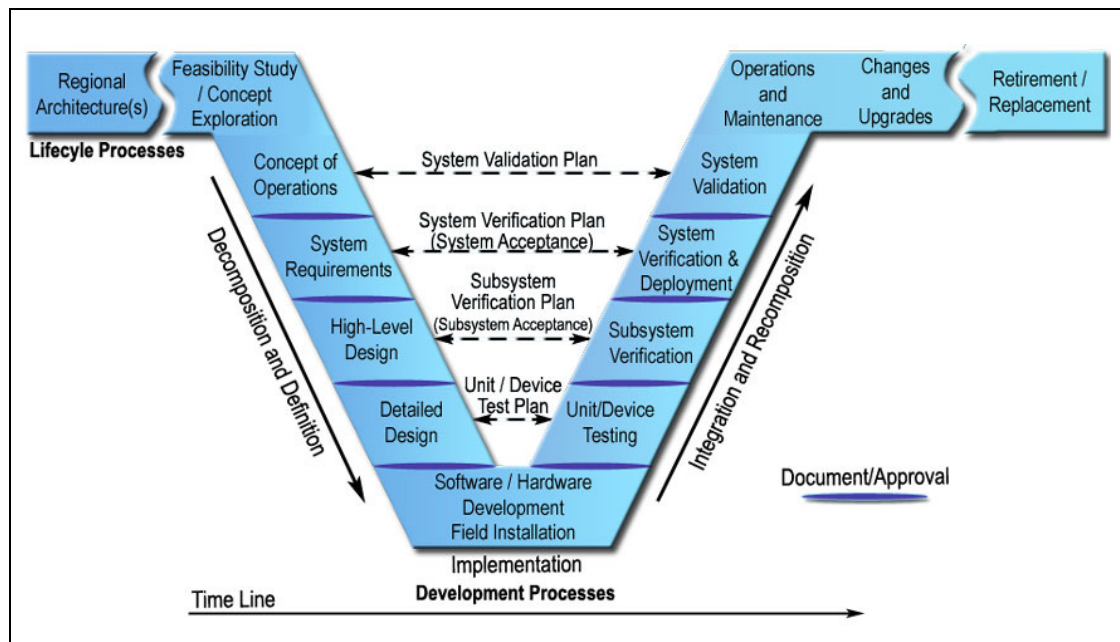 Regional
Architecture(s)
Feasibility Study
/ Concept
Exploration
Operations
and
Maintenance
Changes
and
Upgrades
Retirement /
Replacement
Lifecyle Processes
Concept of
Operations
System Validation Plan
System
Validation
Decomposition and Definition
System
Requirements
System Verification Plan
(System Acceptance)
System
Verification &
Deployment
High-Level
Design
Subsystem
Verification Plan
(Subsystem Acceptance)
Subsystem
Verification
Integration and Recomposition
Detailed
Design
Unit / Device
Test Plan
Unit/Device
Testing
Document/Approval
Software / Hardware
Development
Field Installation
Implementation
Development Processes
Time Line